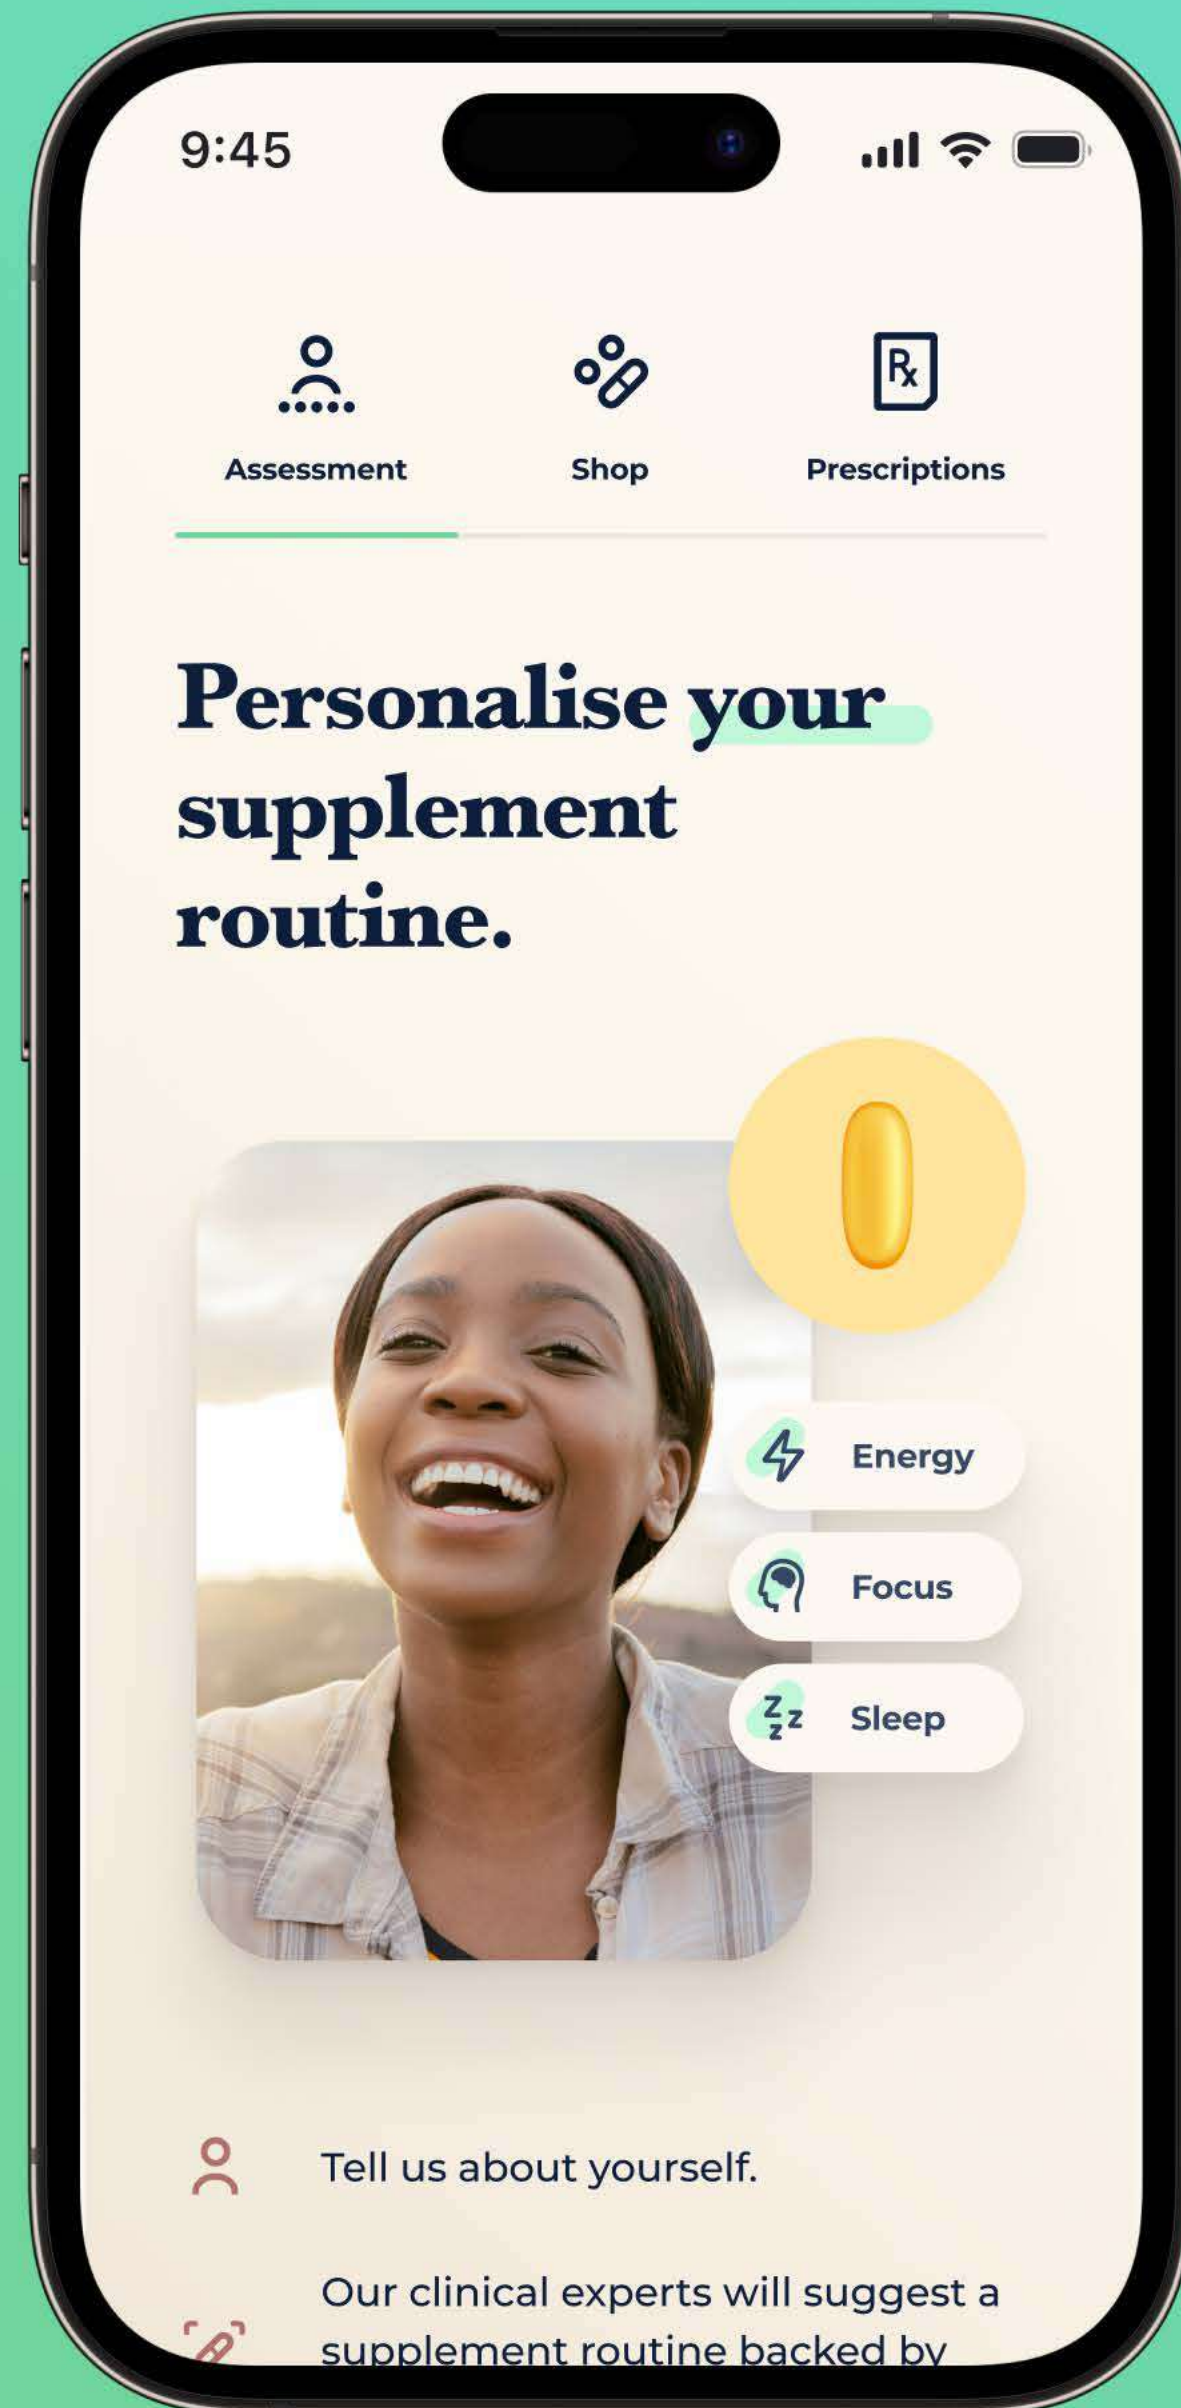 9:45
Assessment
Shop
Prescriptions
Rx
Personalise your
supplement
routine.
Energy
Focus
Sleep
Tell us about yourself.
Our clinical experts will suggest a
supplement routine backed by